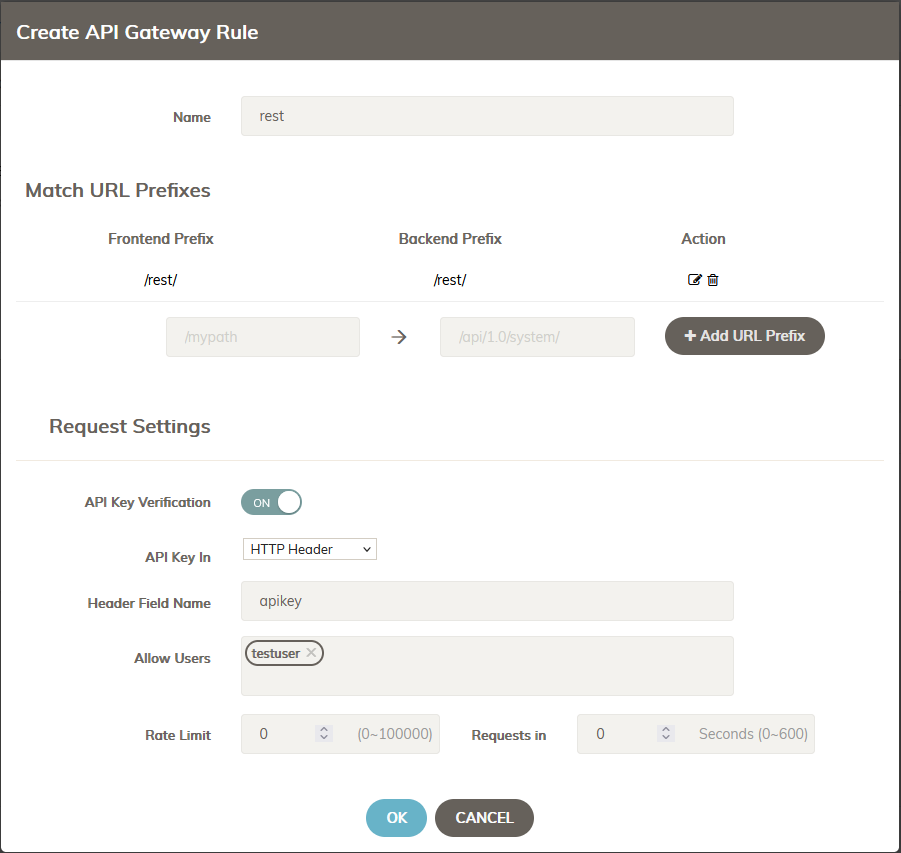 Create API Gateway Rule
Name rest
Match URL Prefixes
Frontend Prefix Backend Prefix Action
/rest/ /rest/
/mypath → /api/1.0/system/ + Add URL Prefix
Request Settings
API Key Verification ON
API Key In HTTP Header
Header Field Name apikey
Allow Users testuser ×
Rate Limit 0 (0~100000) Requests in 0 Seconds (0~600)
OK CANCEL